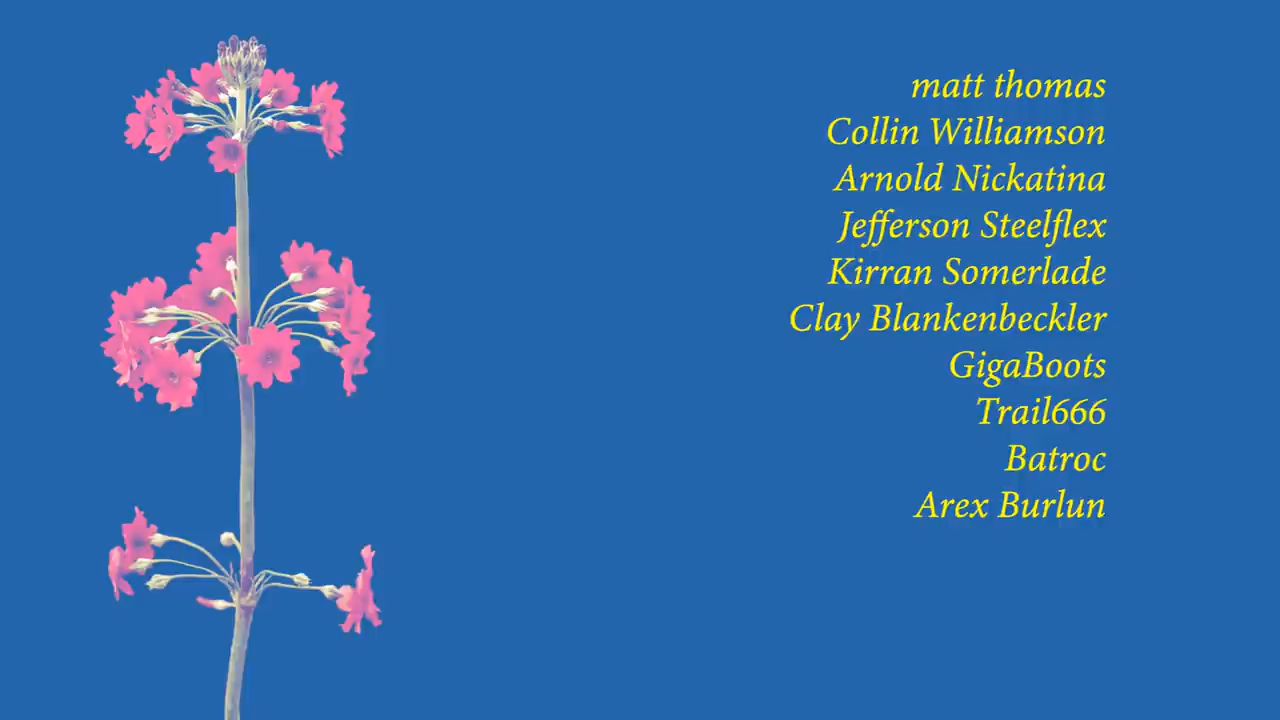 matt thomas
Collin Williamson
Arnold Nickatina
Jefferson Steelflex
Kirran Somerlade
Clay Blankenbeckler
GigaBoots
Trail666
Batroc
Arex Burlun